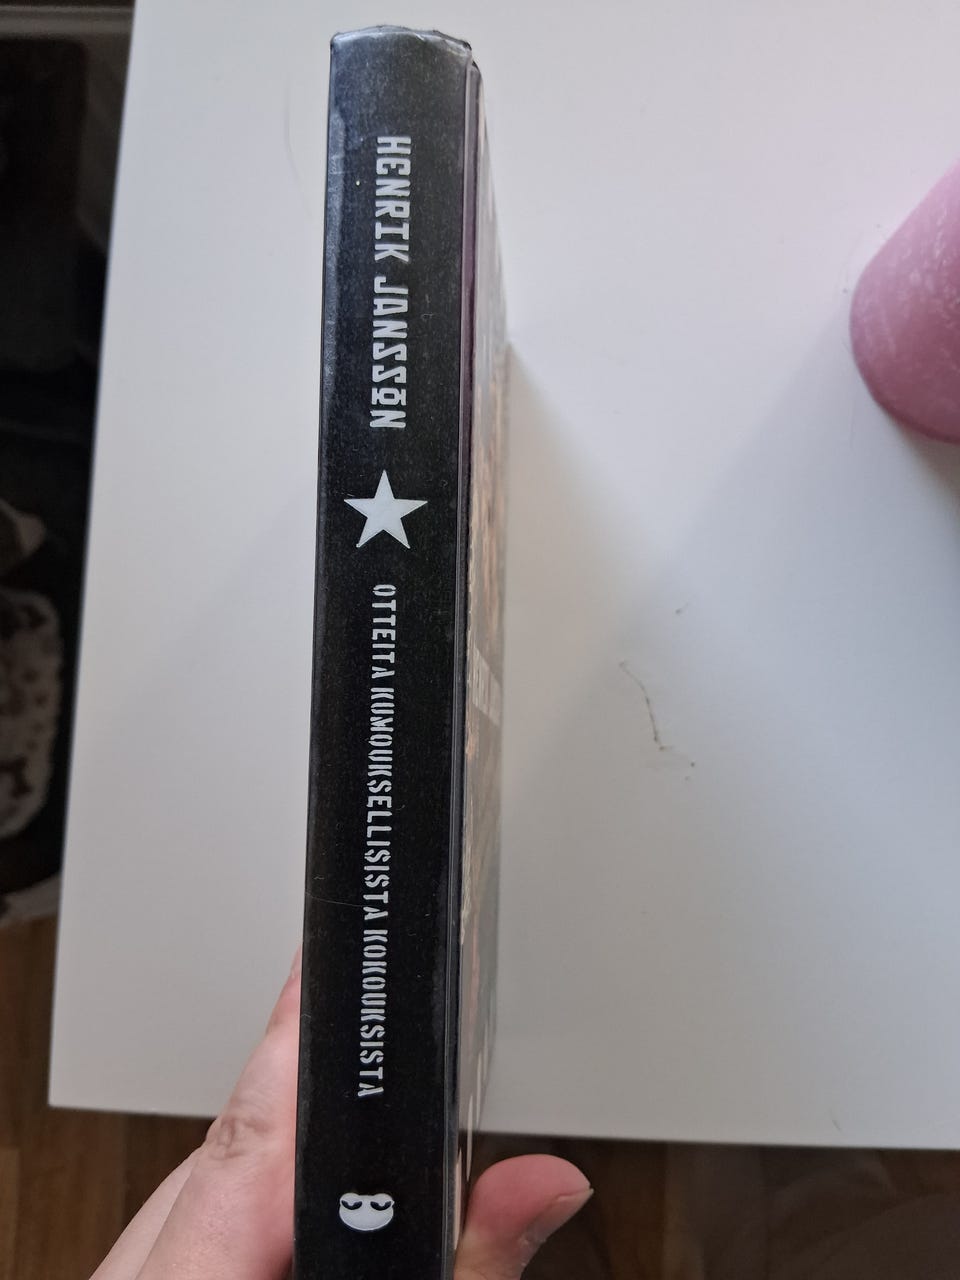 HENRIK JANSSON
OTTEITA KUMOUKSELLISISTA KOKOUKSISTA